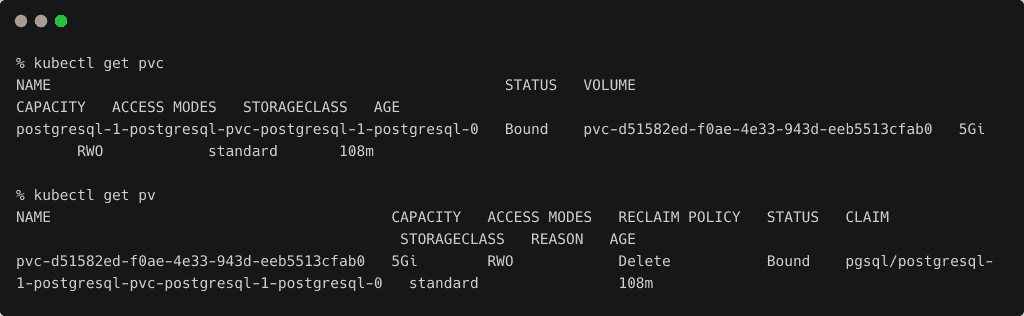 % kubectl get pvc
NAME                                                    STATUS   VOLUME
CAPACITY   ACCESS MODES   STORAGECLASS   AGE
postgresql-1-postgresql-pvc-postgresql-1-postgresql-0   Bound    pvc-d51582ed-f0ae-4e33-943d-eeb5513cfab0   5Gi
       RWO            standard       108m
% kubectl get pv
NAME                                       CAPACITY   ACCESS MODES   RECLAIM POLICY   STATUS   CLAIM
                                            STORAGECLASS   REASON   AGE
pvc-d51582ed-f0ae-4e33-943d-eeb5513cfab0   5Gi        RWO            Delete           Bound    pgsql/postgresql-
1-postgresql-pvc-postgresql-1-postgresql-0   standard                108m